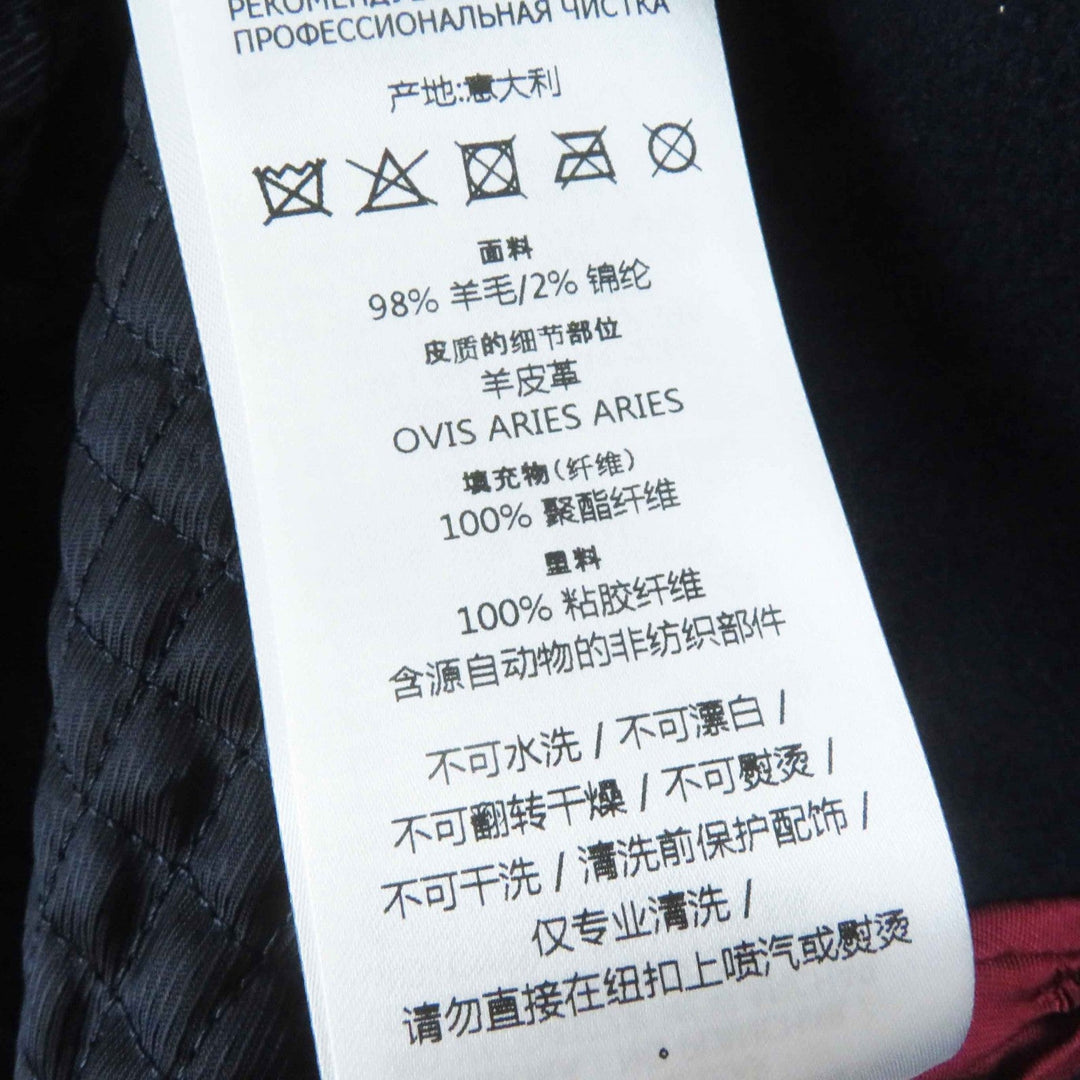 ПРОФЕССИОНАЛЬНАЯ ЧИСТКА
产地:意大利
面料
98% 羊毛/2% 锦纶
皮质的细节部位
羊皮革
OVIS ARIES ARIES
填充物(纤维)
100% 聚酯纤维
里料
100% 粘胶纤维
含源自动物的非纺织部件
不可水洗 / 不可漂白 /
不可翻转干燥 / 不可熨烫 /
不可干洗 / 清洗前保护配饰 /
仅专业清洗 /
请勿直接在纽扣上喷汽或熨烫
。